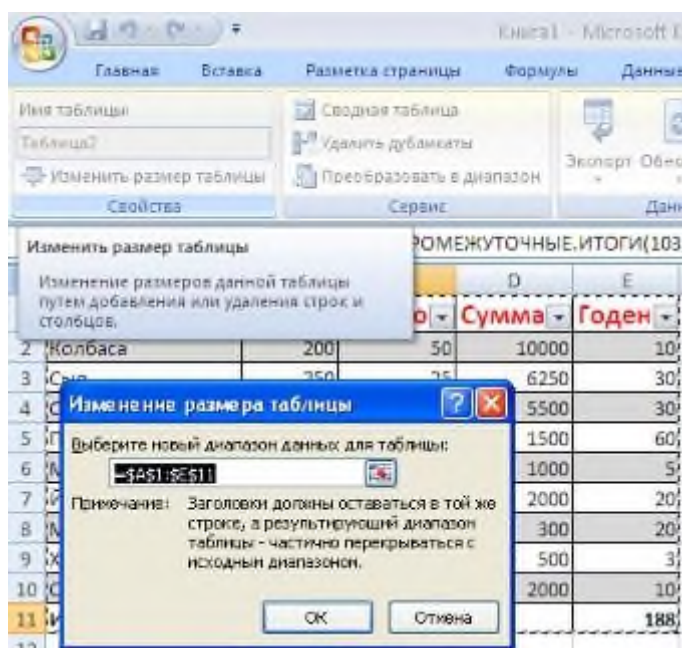 Книга1 - Microsoft
Главная Вставка Разметка страницы Формулы Данные
Имя таблицы: Сводная таблица
Таблица2 Удалить дубликаты
Экспорт
Изменить размер таблицы Преобразовать в диапазон
Свойства Сервис
Изменить размер таблицы
РОМЕЖУТОЧНЫЕ.ИТОГИ(103
Изменение размеров данной таблицы
путем добавления или удаления строк и
столбцов.
D E
о Сумма Годен
2 Колбаса 200 50 10000 10
3 Сыр 250 25 6250 30
4 С 5500 30
5 П 1500 60
6 М 1000 5
7 Й 2000 20
8 М 300 20
9 Х 500 3
10 С 2000 10
11 И 188
12
Изменение размера таблицы
Выберите новый диапазон данных для таблицы:
=$A$1:$E$11
Примечание: Заголовки должны оставаться в той же
строке, а результирующий диапазон
таблицы - частично перекрываться с
исходным диапазоном.
ОК Отмена